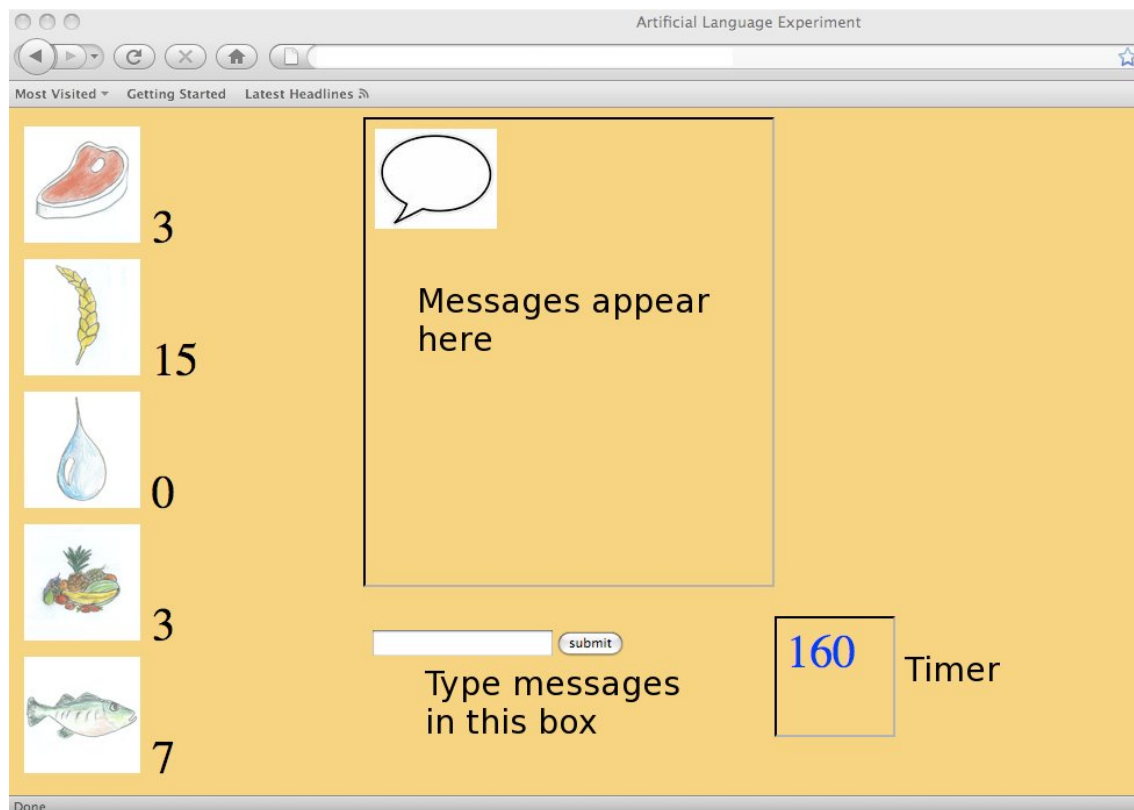 Artificial Language Experiment
Most Visited Getting Started Latest Headlines
3
15
0
3
7
Messages appear
here
submit
Type messages
in this box
160
Timer
Done